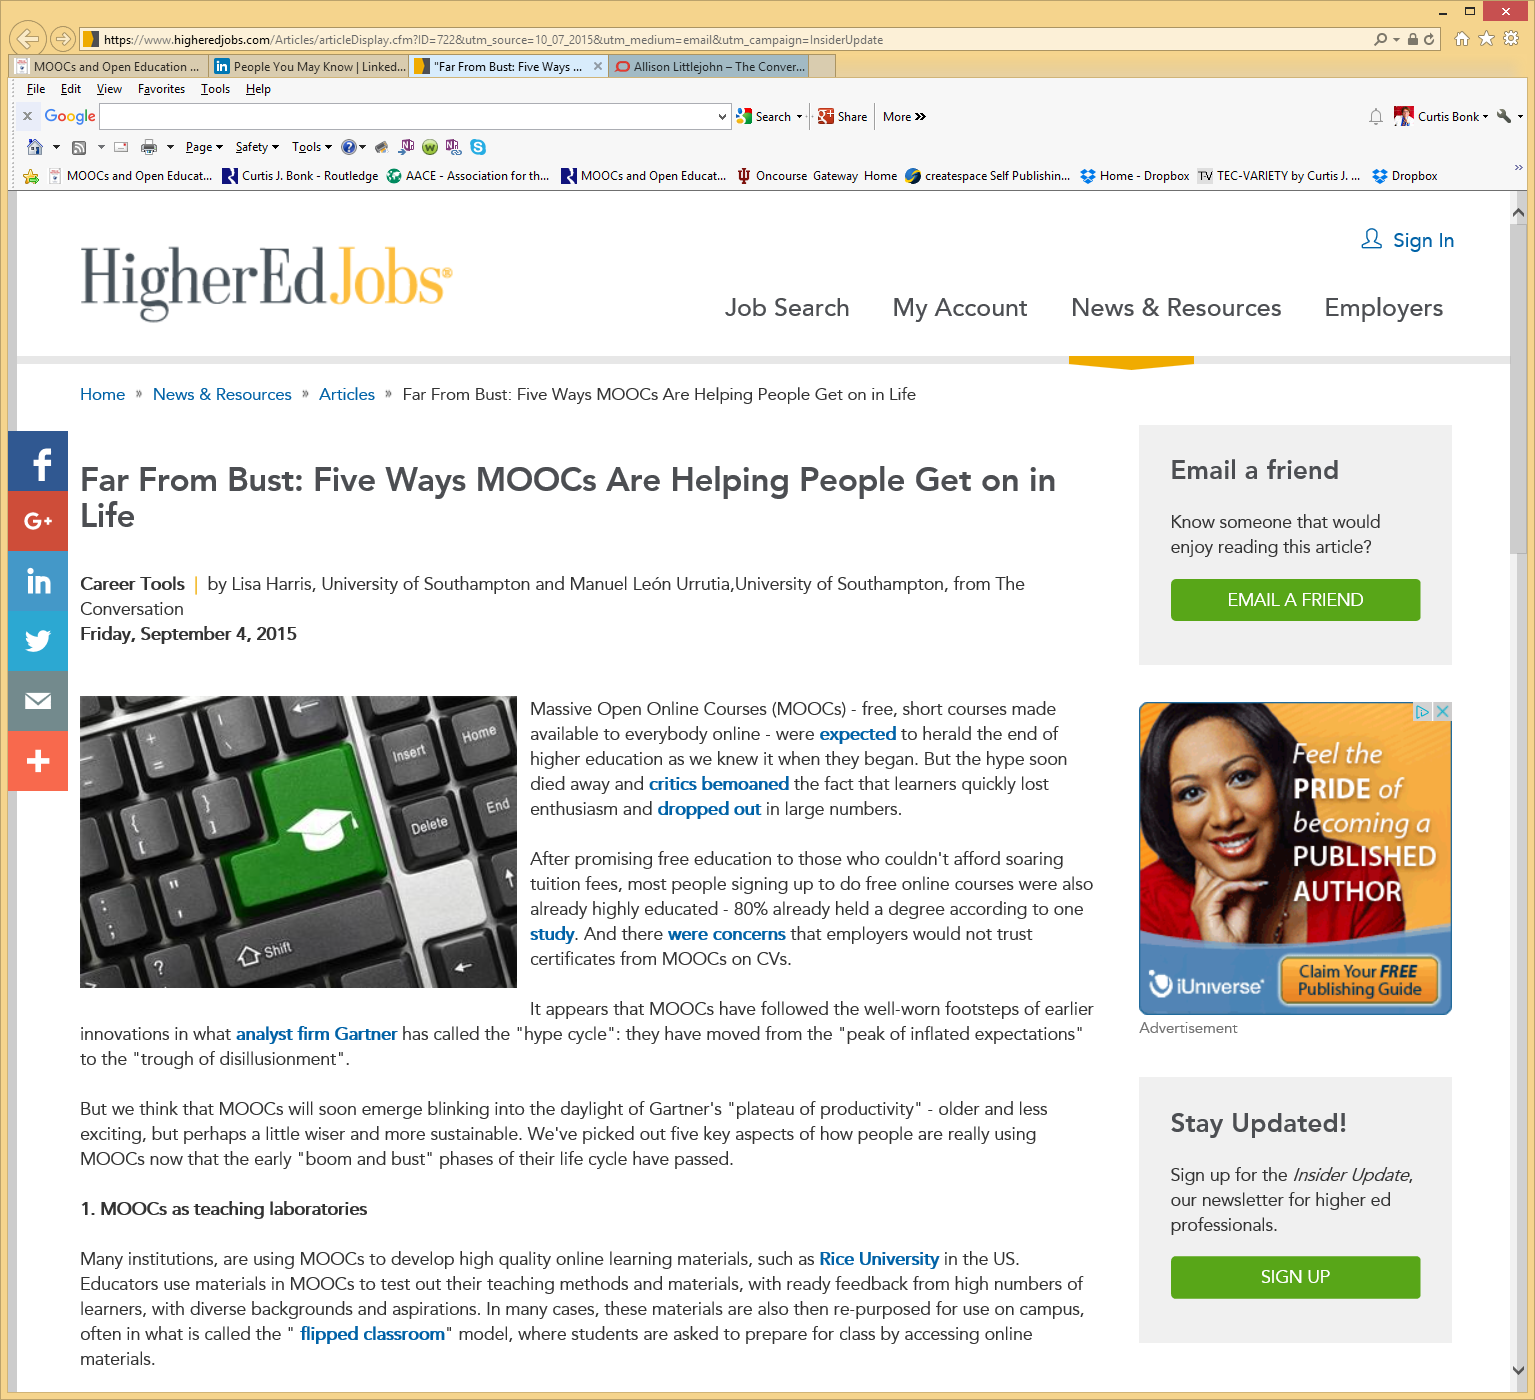 https://www.higheredjobs.com/Articles/articleDisplay.cfm?ID=722&utm_source=10_07_2015&utm_medium=email&utm_campaign=InsiderUpdate
MOOCs and Open Education ...
People You May Know | Linked...
"Far From Bust: Five Ways ...
Allison Littlejohn – The Conver...
File Edit View Favorites Tools Help
x Google Search Share More »
Curtis Bonk
Page Safety Tools
MOOCs and Open Educat... Curtis J. Bonk - Routledge AACE - Association for th... MOOCs and Open Educat... Oncourse Gateway Home createspace Self Publishin... Home - Dropbox TEC-VARIETY by Curtis J. ... Dropbox
Sign In
HigherEdJobs®
Job Search My Account News & Resources Employers
Home » News & Resources » Articles » Far From Bust: Five Ways MOOCs Are Helping People Get on in Life
Far From Bust: Five Ways MOOCs Are Helping People Get on in
Life
Career Tools | by Lisa Harris, University of Southampton and Manuel León Urrutia,University of Southampton, from The
Conversation
Friday, September 4, 2015
Insert
Home
End
Delete
Shift
Massive Open Online Courses (MOOCs) - free, short courses made
available to everybody online - were expected to herald the end of
higher education as we knew it when they began. But the hype soon
died away and critics bemoaned the fact that learners quickly lost
enthusiasm and dropped out in large numbers.
After promising free education to those who couldn't afford soaring
tuition fees, most people signing up to do free online courses were also
already highly educated - 80% already held a degree according to one
study. And there were concerns that employers would not trust
certificates from MOOCs on CVs.
It appears that MOOCs have followed the well-worn footsteps of earlier
innovations in what analyst firm Gartner has called the "hype cycle": they have moved from the "peak of inflated expectations"
to the "trough of disillusionment".
But we think that MOOCs will soon emerge blinking into the daylight of Gartner's "plateau of productivity" - older and less
exciting, but perhaps a little wiser and more sustainable. We've picked out five key aspects of how people are really using
MOOCs now that the early "boom and bust" phases of their life cycle have passed.
1. MOOCs as teaching laboratories
Many institutions, are using MOOCs to develop high quality online learning materials, such as Rice University in the US.
Educators use materials in MOOCs to test out their teaching methods and materials, with ready feedback from high numbers of
learners, with diverse backgrounds and aspirations. In many cases, these materials are also then re-purposed for use on campus,
often in what is called the " flipped classroom" model, where students are asked to prepare for class by accessing online
materials.
Email a friend
Know someone that would
enjoy reading this article?
EMAIL A FRIEND
Feel the
PRIDE of
becoming a
PUBLISHED
AUTHOR
iUniverse®
Claim Your FREE
Publishing Guide
Advertisement
Stay Updated!
Sign up for the Insider Update,
our newsletter for higher ed
professionals.
SIGN UP